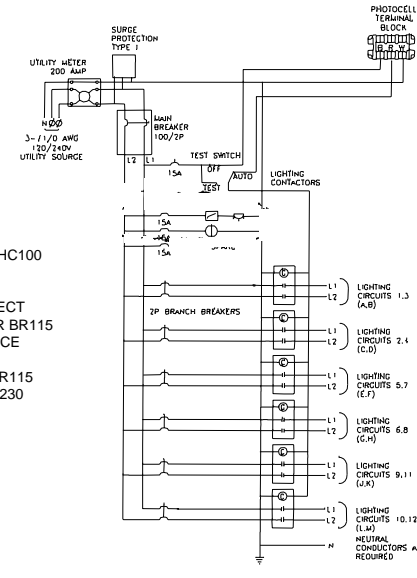 PHOTOCELL
TERMINAL
BLOCK
B R W
SURGE
PROTECTION
TYPE 1
UTILITY METER
200 AMP
N Ø Ø
3-/1/0 AWG
120/240V
UTILITY SOURCE
MAIN
BREAKER
100/2P
L2 L1
15A
TEST SWITCH
OFF
AUTO
TEST
LIGHTING
CONTACTORS
15A
15A
HC100
ECT
R BR115
CE
R115
230
2P BRANCH BREAKERS
C
L1
L2
LIGHTING
CIRCUITS 1,3
(A,B)
C
L1
L2
LIGHTING
CIRCUITS 2,4
(C,D)
C
L1
L2
LIGHTING
CIRCUITS 5,7
(E,F)
C
L1
L2
LIGHTING
CIRCUITS 6,8
(G,H)
C
L1
L2
LIGHTING
CIRCUITS 9,11
(J,K)
C
L1
L2
LIGHTING
CIRCUITS 10,12
(L,M)
N
NEUTRAL
CONDUCTORS A
REQUIRED